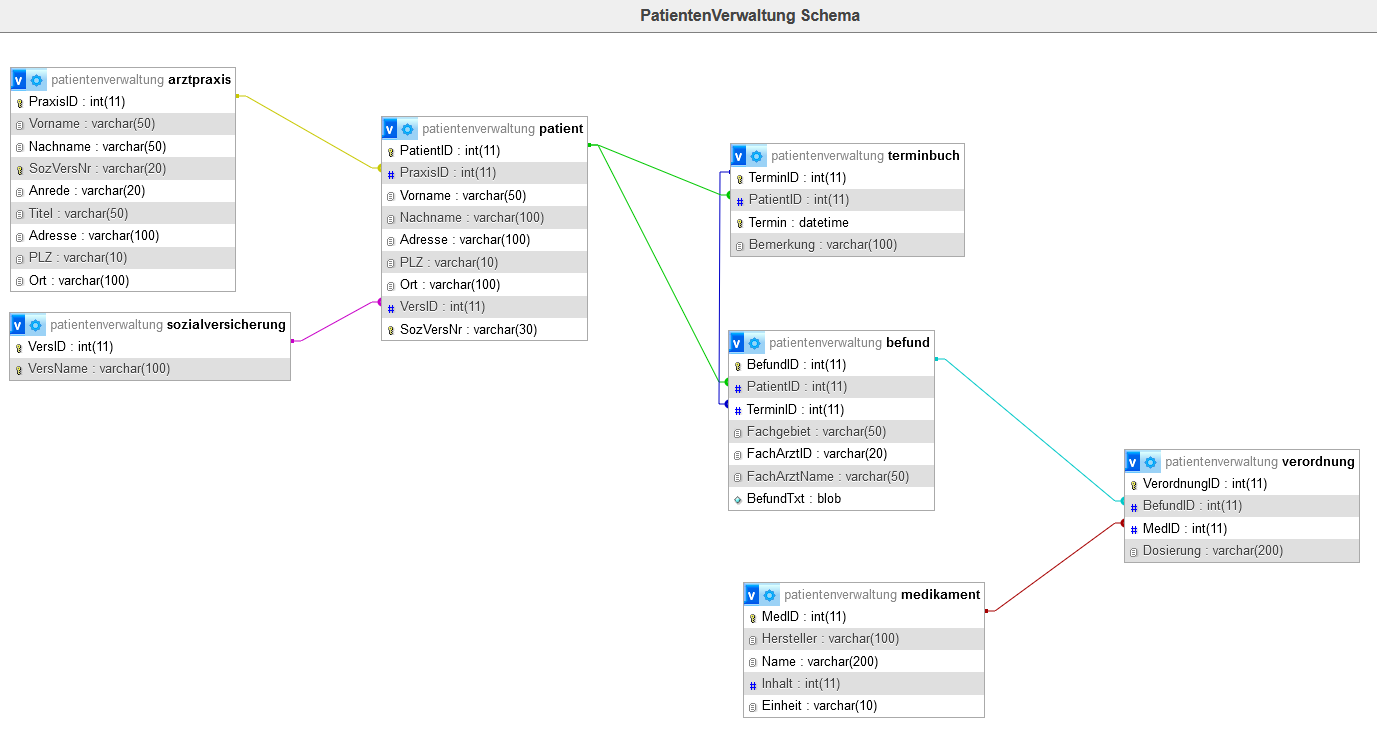 PatientenVerwaltung Schema
v patientenverwaltung arztpraxis
PraxisID : int(11)
Vorname : varchar(50)
Nachname : varchar(50)
SozVersNr : varchar(20)
Anrede : varchar(20)
Titel : varchar(50)
Adresse : varchar(100)
PLZ : varchar(10)
Ort : varchar(100)
v patientenverwaltung sozialversicherung
VersID : int(11)
VersName : varchar(100)
v patientenverwaltung patient
PatientID : int(11)
# PraxisID : int(11)
Vorname : varchar(50)
Nachname : varchar(100)
Adresse : varchar(100)
PLZ : varchar(10)
Ort : varchar(100)
# VersID : int(11)
SozVersNr : varchar(30)
v patientenverwaltung terminbuch
TerminID : int(11)
# PatientID : int(11)
Termin : datetime
Bemerkung : varchar(100)
v patientenverwaltung befund
BefundID : int(11)
# PatientID : int(11)
# TerminID : int(11)
Fachgebiet : varchar(50)
FachArztID : varchar(20)
FachArztName : varchar(50)
BefundTxt : blob
v patientenverwaltung verordnung
VerordnungID : int(11)
# BefundID : int(11)
# MedID : int(11)
Dosierung : varchar(200)
v patientenverwaltung medikament
MedID : int(11)
Hersteller : varchar(100)
Name : varchar(200)
# Inhalt : int(11)
Einheit : varchar(10)